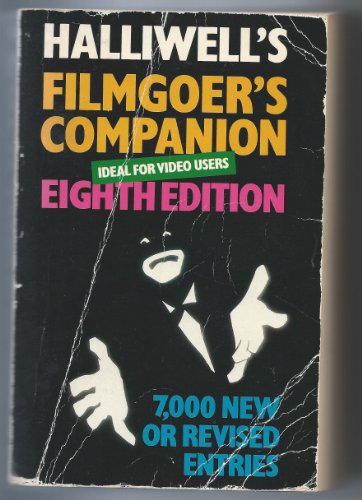 HALLIWELL'S
FILMGOER'S
COMPANION
IDEAL FOR VIDEO USERS
EIGHTH EDITION
7,000 NEW
OR REVISED
ENTRIES